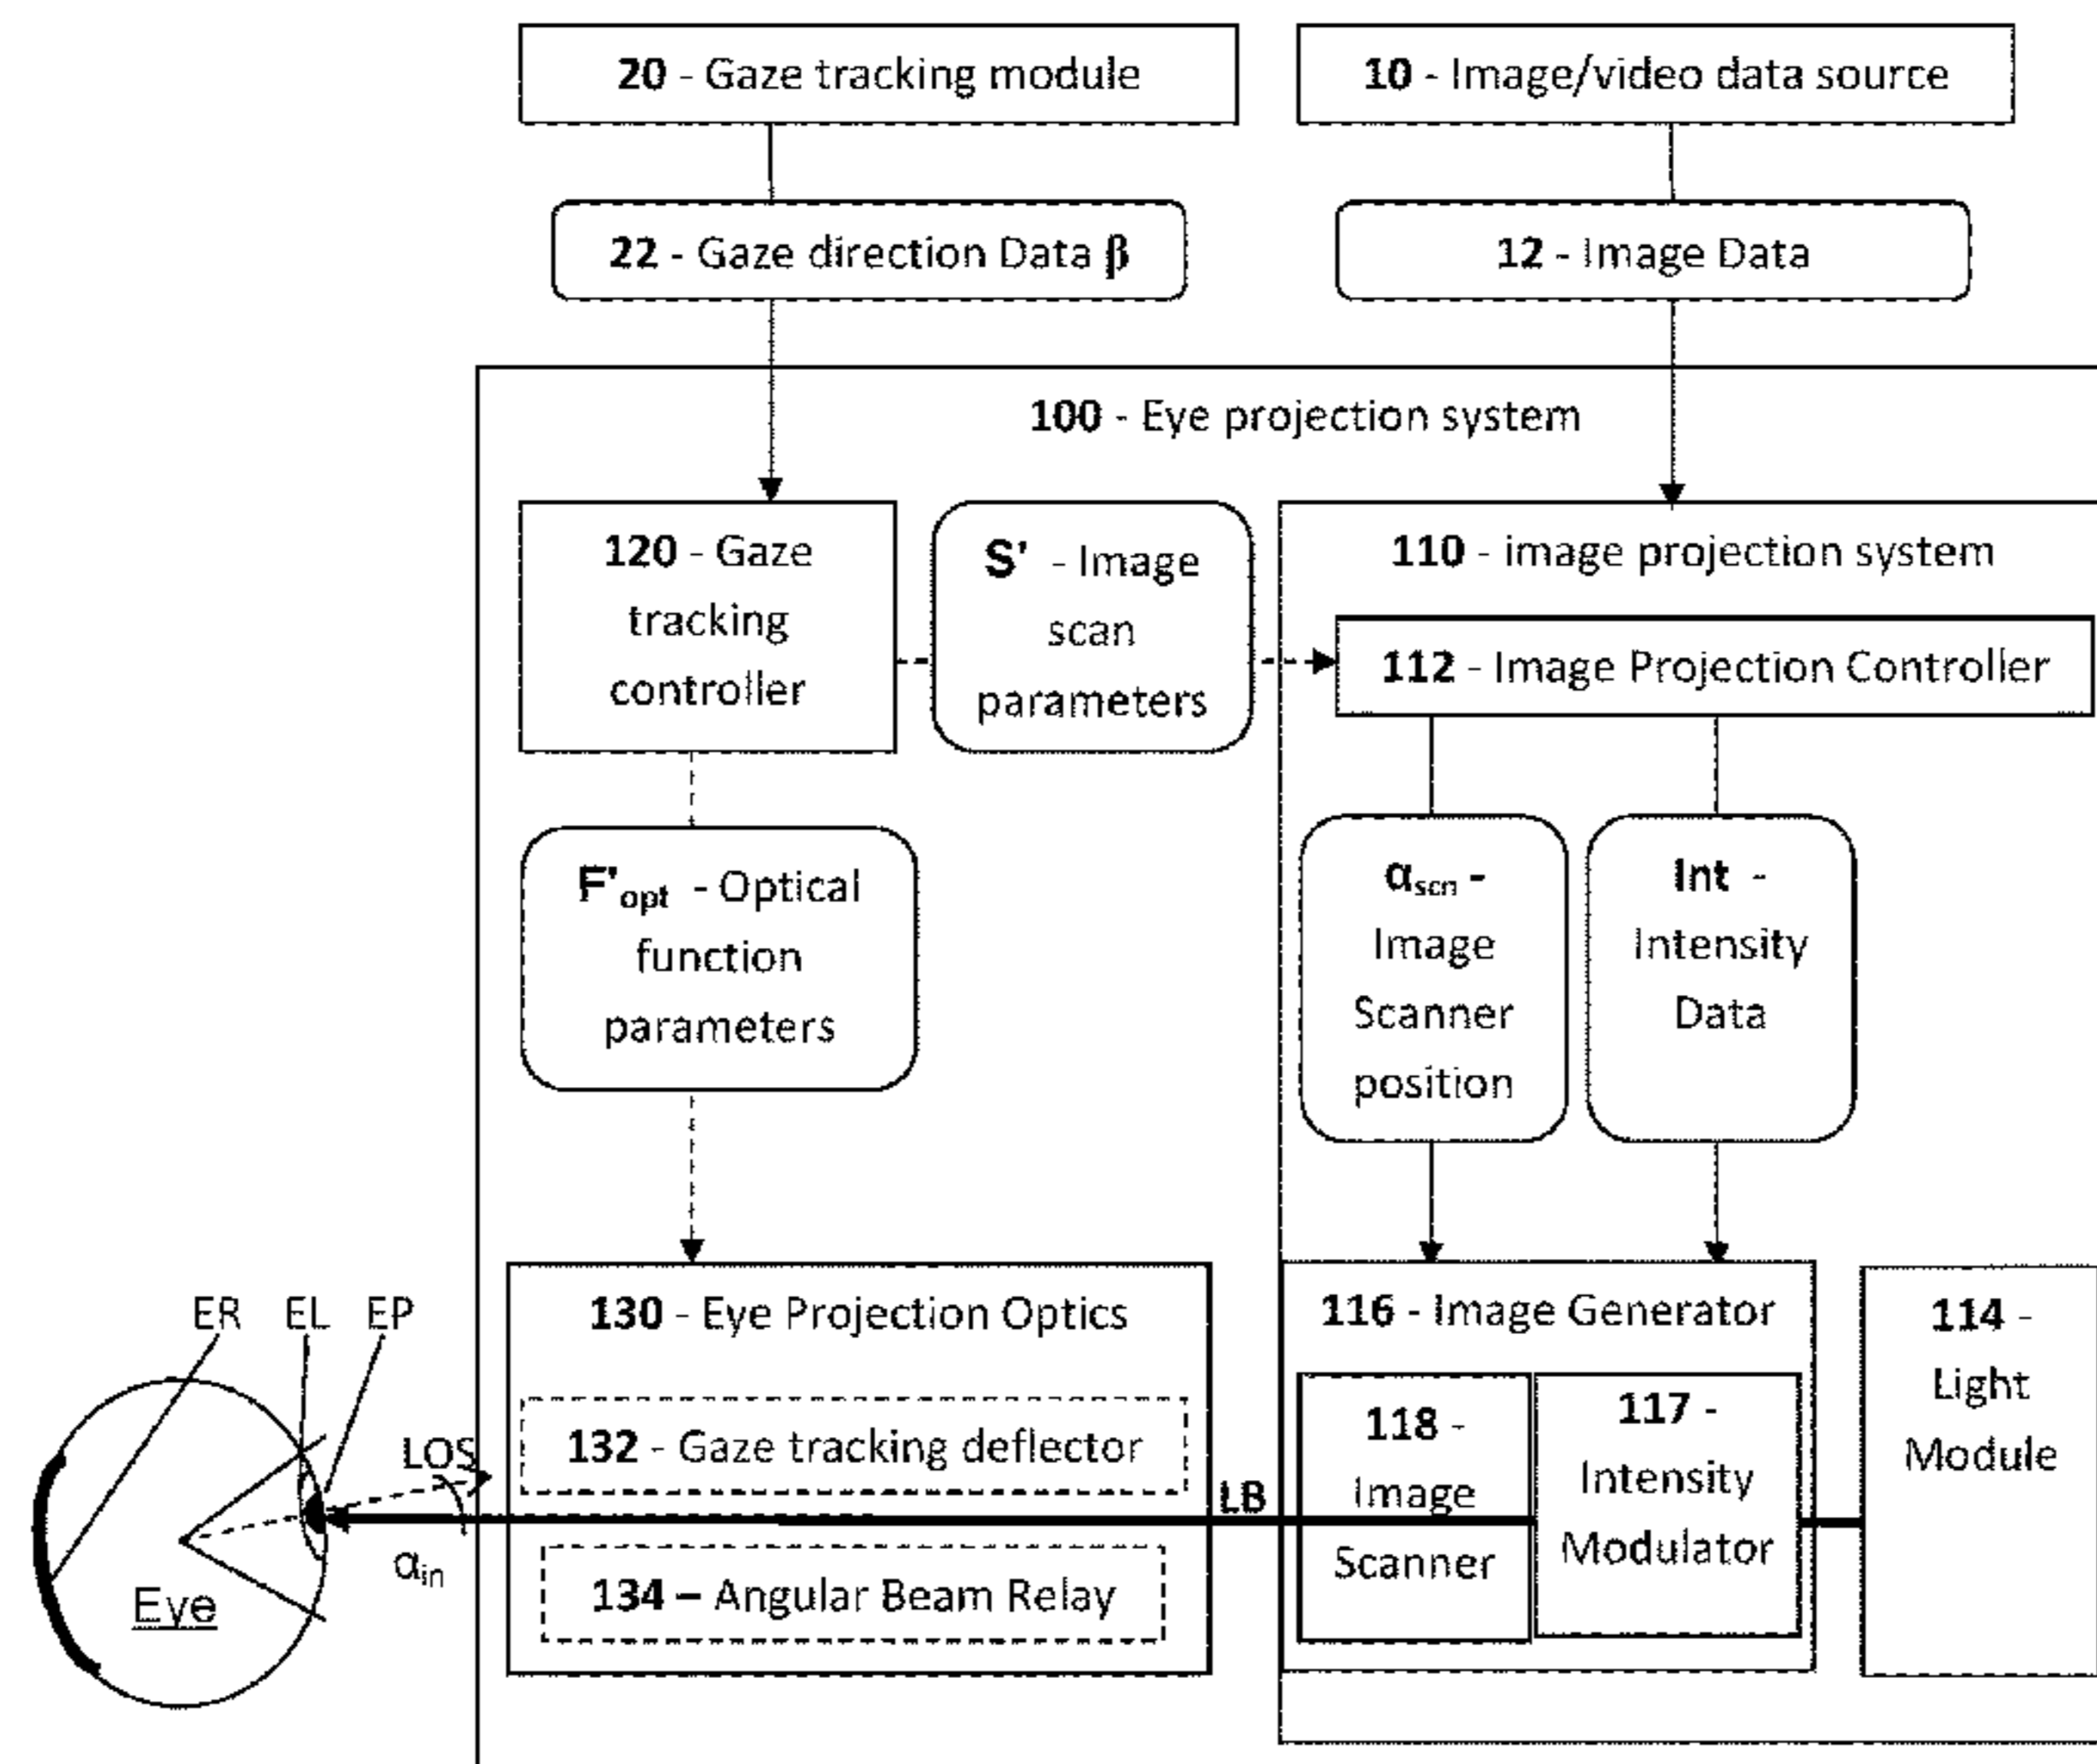 20 - Gaze tracking module
10 - Image/video data source
22 - Gaze direction Data β
12 - Image Data
100 - Eye projection system
120 - Gaze
tracking
controller
S' - Image
scan
parameters
110 - image projection system
112 - Image Projection Controller
F'opt - Optical
function
parameters
αscn -
Image
Scanner
position
Int -
Intensity
Data
ER
EL
EP
LOS
αin
Eye
130 - Eye Projection Optics
132 - Gaze tracking deflector
134 – Angular Beam Relay
LB
116 - Image Generator
118 -
Image
Scanner
117 -
Intensity
Modulator
114 -
Light
Module